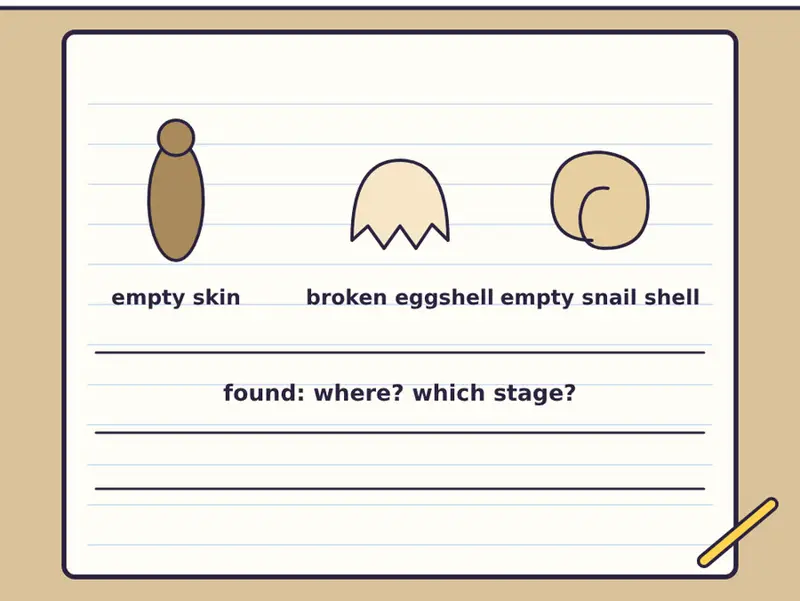 empty skin
broken eggshell
empty snail shell
found: where? which stage?